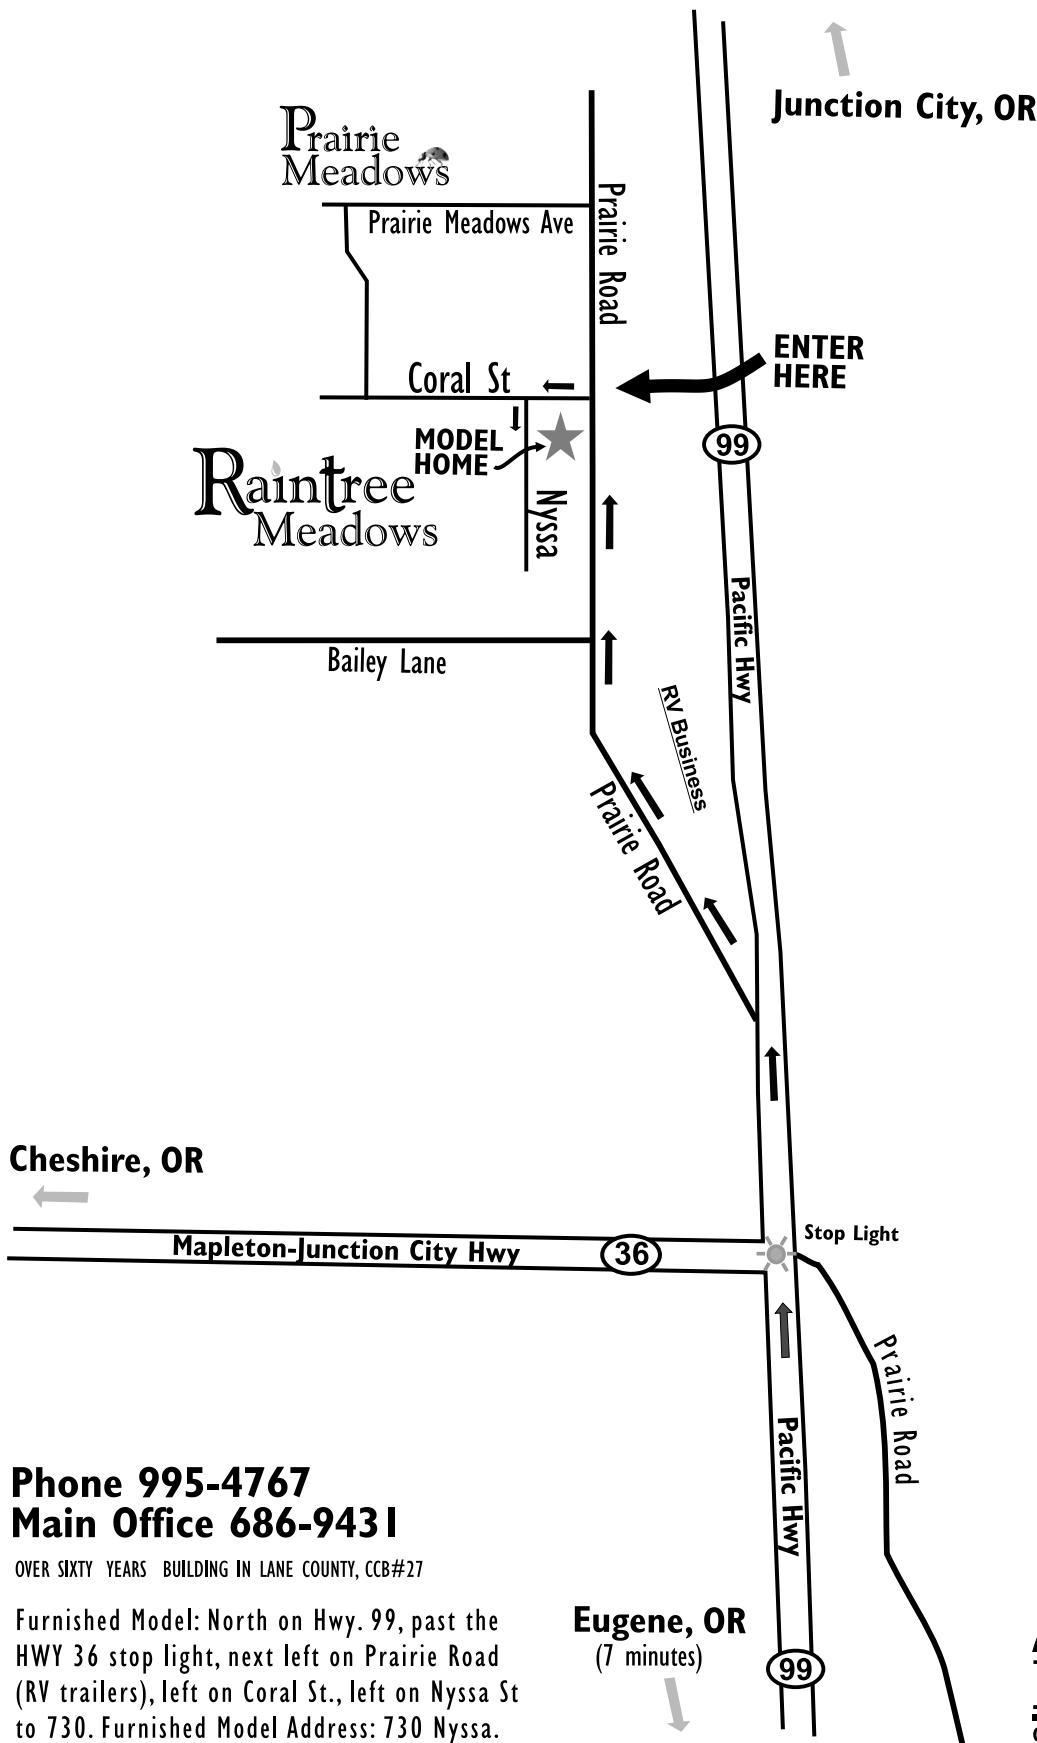 Junction City, OR
Prairie
Meadows
Prairie Meadows Ave
Prairie Road
ENTER
HERE
Coral St
99
MODEL
HOME
Raintree
Meadows
Nyssa
Pacific Hwy
Bailey Lane
RV Business
Prairie Road
Cheshire, OR
Stop Light
Mapleton-Junction City Hwy
36
Prairie Road
Pacific Hwy
Phone 995-4767
Main Office 686-9431
OVER SIXTY YEARS BUILDING IN LANE COUNTY, CCB#27
Furnished Model: North on Hwy. 99, past the
HWY 36 stop light, next left on Prairie Road
(RV trailers), left on Coral St., left on Nyssa St
to 730. Furnished Model Address: 730 Nyssa.
Eugene, OR
(7 minutes)
99